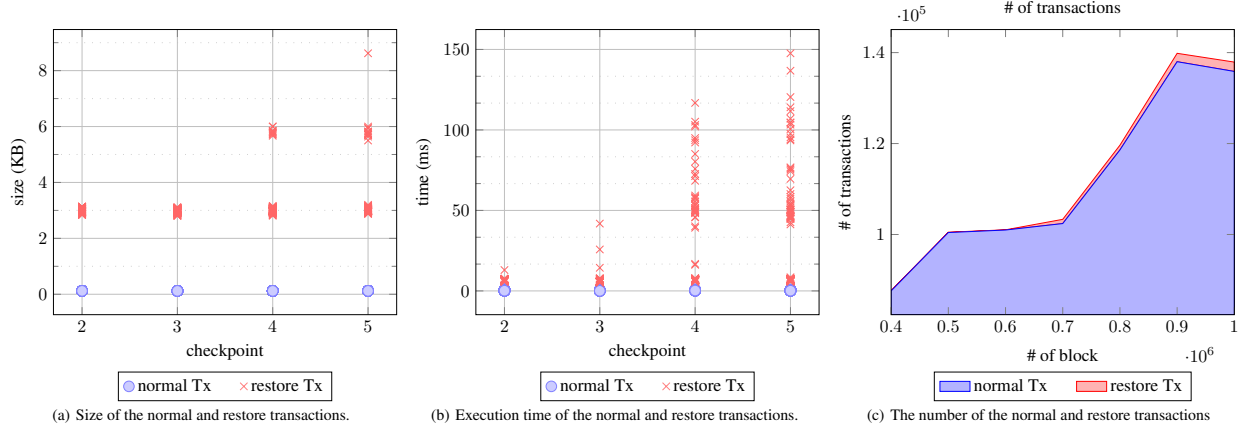 8
6
4
2
0
size (KB)
2 3 4 5
checkpoint
normal Tx restore Tx
(a) Size of the normal and restore transactions.
150
100
50
0
time (ms)
2 3 4 5
checkpoint
normal Tx restore Tx
(b) Execution time of the normal and restore transactions.
# of transactions
·10^5
1.4
1.2
1
# of transactions
0.4 0.5 0.6 0.7 0.8 0.9 1
# of block ·10^6
normal Tx restore Tx
(c) The number of the normal and restore transactions